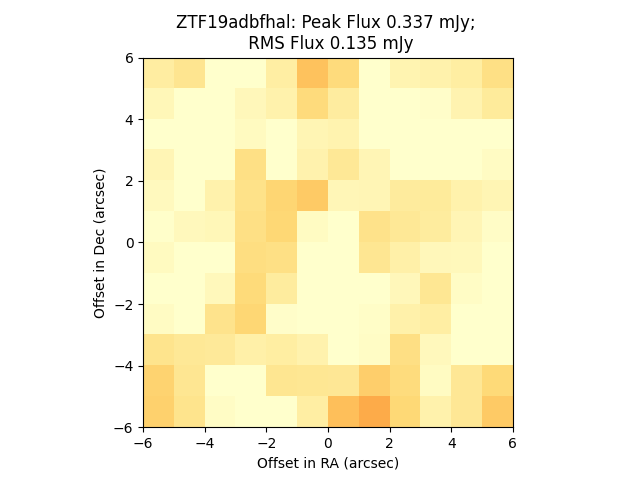 ZTF19adbfhal: Peak Flux 0.337 mJy;
RMS Flux 0.135 mJy
6
4
2
0
−2
−4
−6
Offset in Dec (arcsec)
−6 −4 −2 0 2 4 6
Offset in RA (arcsec)